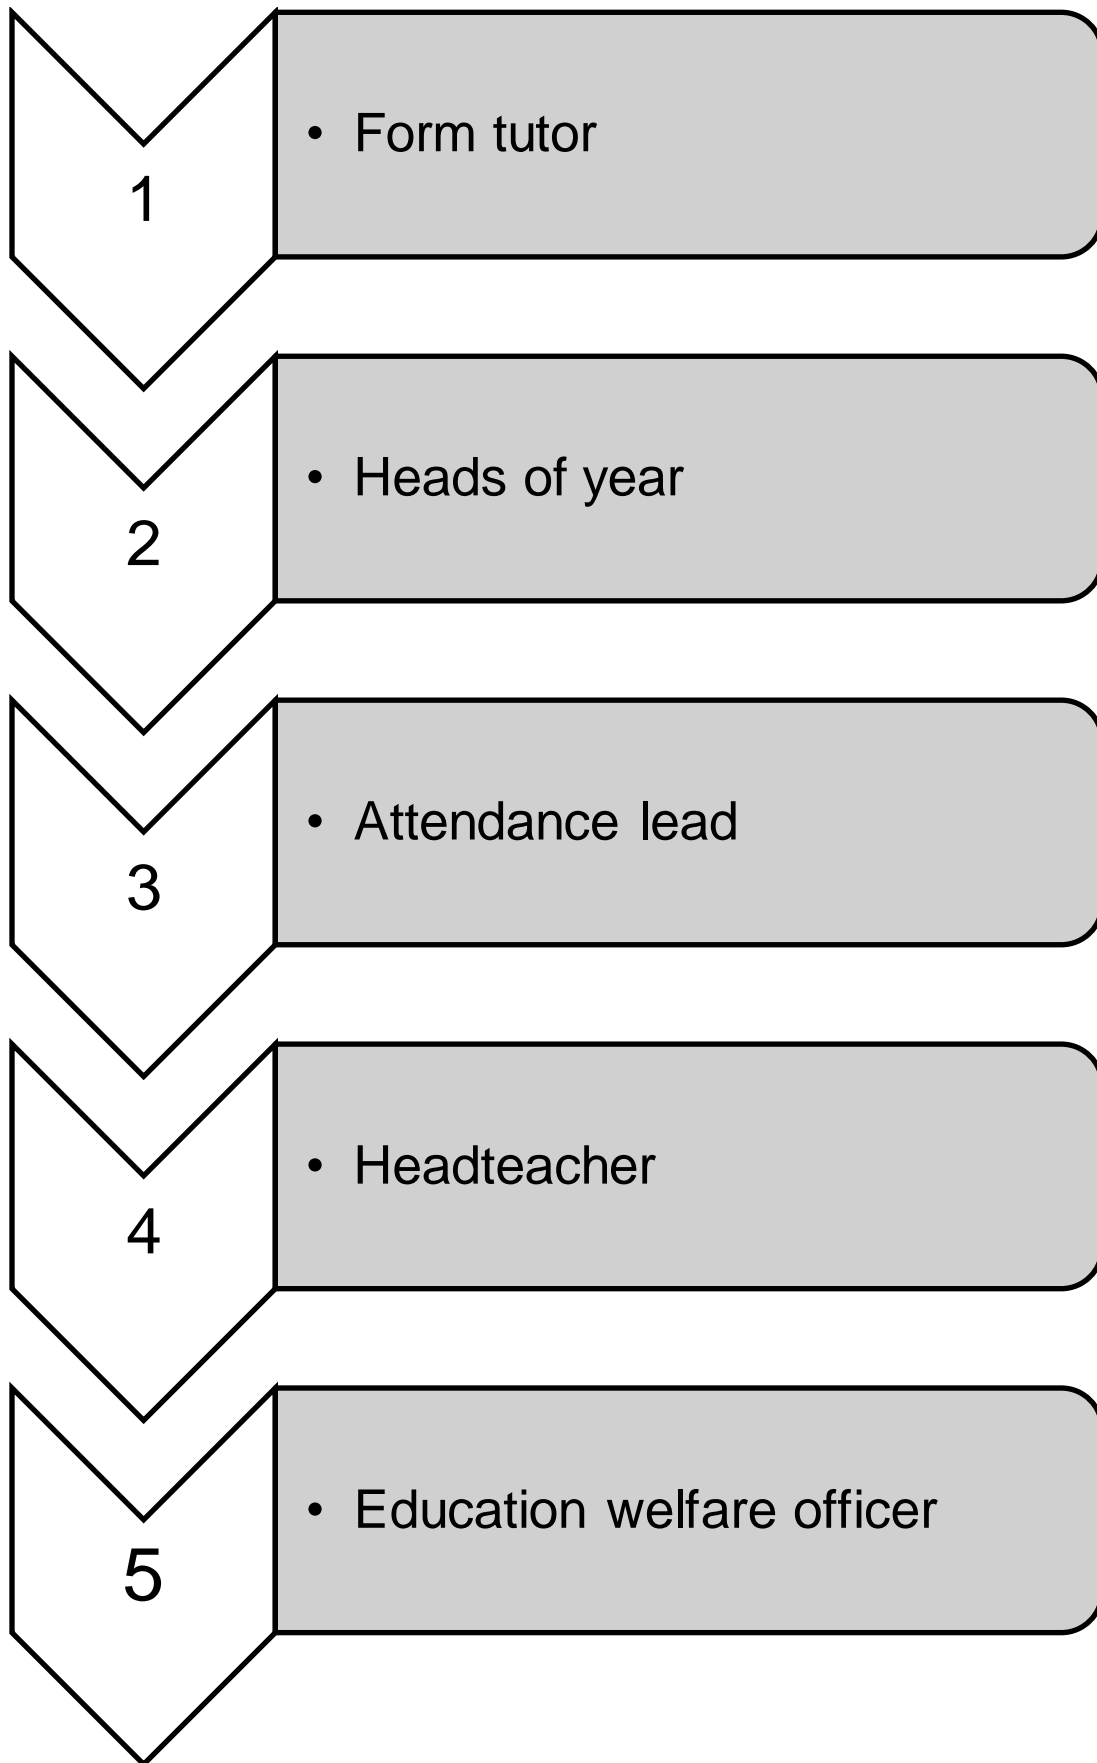 1
• Form tutor
2
• Heads of year
3
• Attendance lead
4
• Headteacher
5
• Education welfare officer